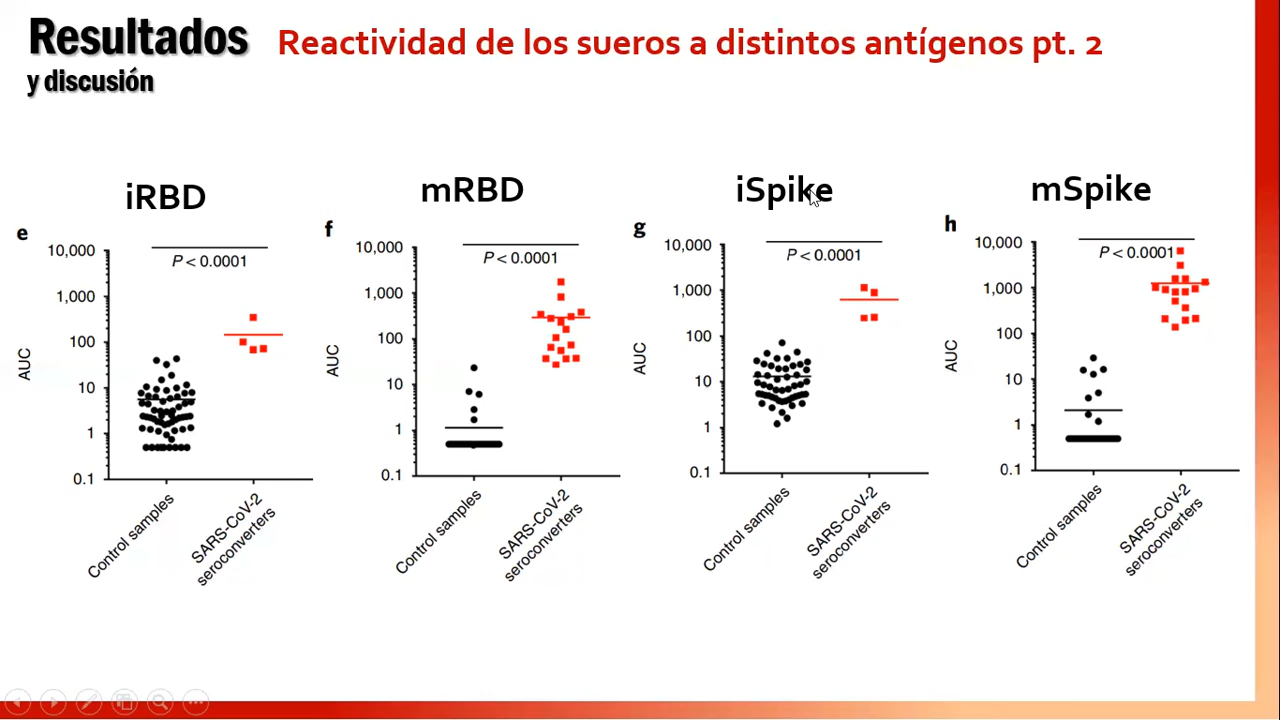 Resultados
y discusión
Reactividad de los sueros a distintos antígenos pt. 2
iRBD
e
10,000
1,000
100
10
1
0.1
AUC
P < 0.0001
Control samples
SARS-CoV-2
seroconverters
mRBD
f
10,000
1,000
100
10
1
0.1
AUC
P < 0.0001
Control samples
SARS-CoV-2
seroconverters
iSpike
g
10,000
1,000
100
10
1
0.1
AUC
P < 0.0001
Control samples
SARS-CoV-2
seroconverters
mSpike
h
10,000
1,000
100
10
1
0.1
AUC
P < 0.0001
Control samples
SARS-CoV-2
seroconverters